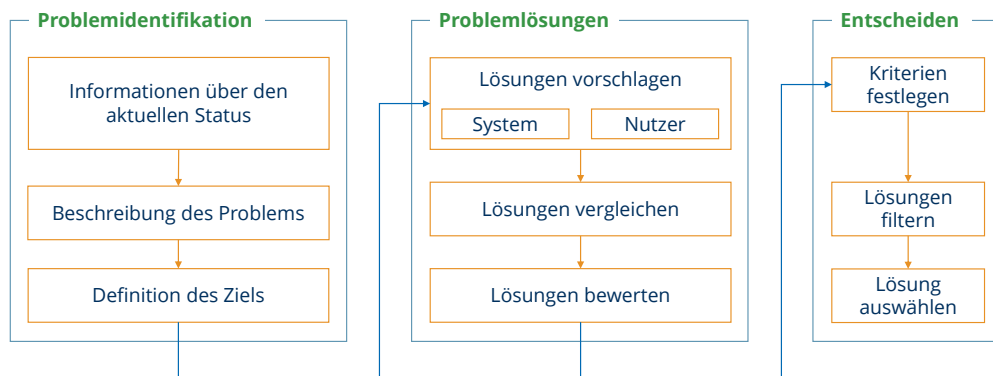 Problemidentifikation
Informationen über den
aktuellen Status
Beschreibung des Problems
Definition des Ziels
Problemlösungen
Lösungen vorschlagen
System
Nutzer
Lösungen vergleichen
Lösungen bewerten
Entscheiden
Kriterien
festlegen
Lösungen
filtern
Lösung
auswählen